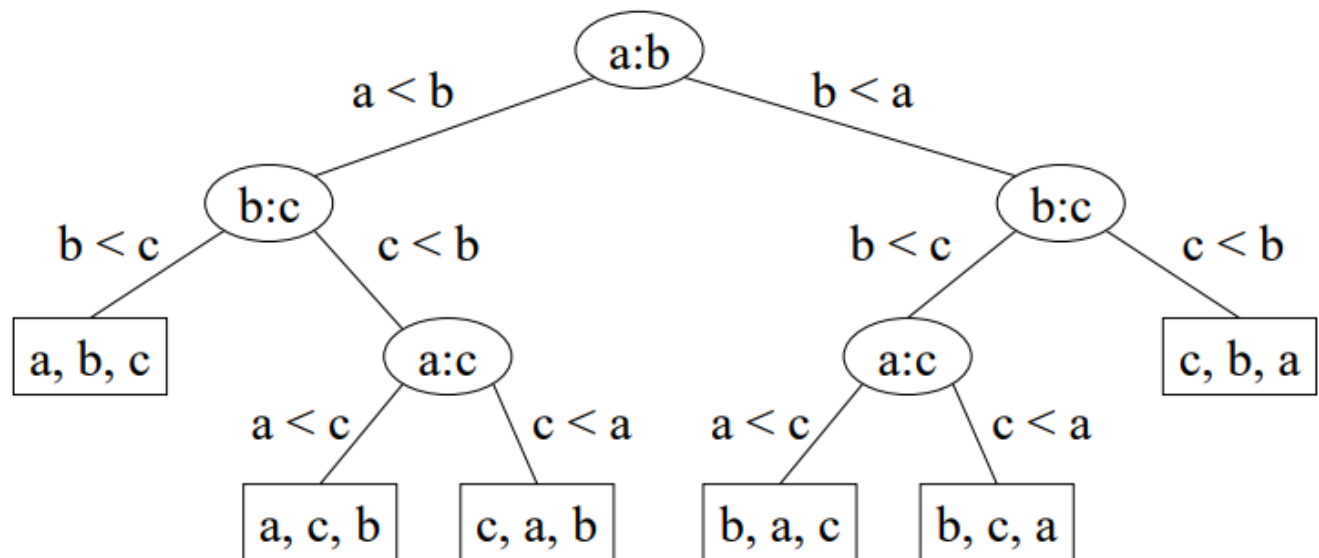 a:b
a < b
b < a
b:c
b:c
b < c
c < b
b < c
c < b
a, b, c
a:c
a:c
c, b, a
a < c
c < a
a < c
c < a
a, c, b
c, a, b
b, a, c
b, c, a